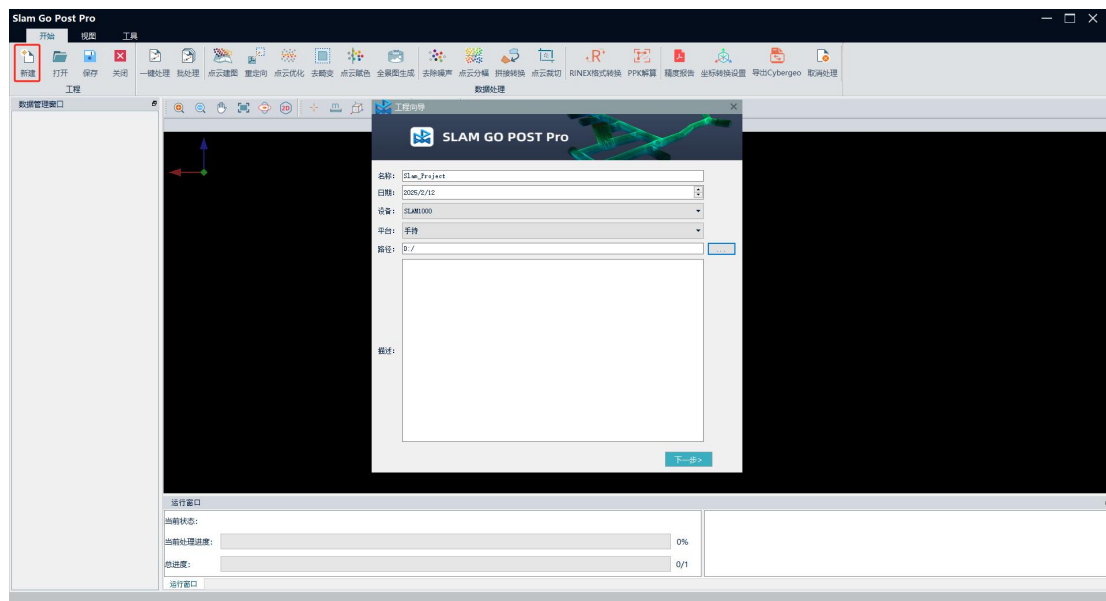 Slam Go Post Pro
开始 视图 工具
新建 打开 保存 关闭 一键处理 批处理 点云建图 重定向 点云优化 去畸变 点云赋色 全景图生成 去除噪声 点云分幅 拼接转换 点云裁切 RINEX格式转换 PPK解算 精度报告 坐标转换设置 导出Cybergeo 取消处理
工程 数据处理
数据管理窗口
2D
工程向导
SLAM GO POST Pro
名称: Slam_Project
日期: 2025/2/12
设备: SLAM1000
平台: 手持
路径: D:/ ...
描述:
下一步>
运行窗口
当前状态:
当前处理进度: 0%
总进度: 0/1
运行窗口